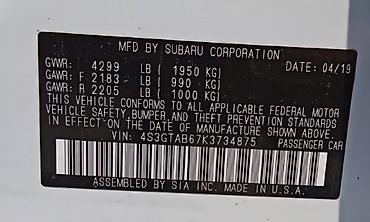 MFD BY SUBARU CORPORATION
GVWR: 4299 LB ( 1950 KG) DATE: 04/19
GAWR: F 2183 LB ( 990 KG)
GAWR: R 2205 LB ( 1000 KG)
THIS VEHICLE CONFORMS TO ALL APPLICABLE FEDERAL MOTOR
VEHICLE SAFETY BUMPER, AND THEFT PREVENTION STANDARDS
IN EFFECT ON THE DATE OF MANUFACTURE SHOWN ABOVE.
VIN: 4S3GTAB67K3734875 PASSENGER CAR
ASSEMBLED BY SIA INC. MADE IN U.S.A.